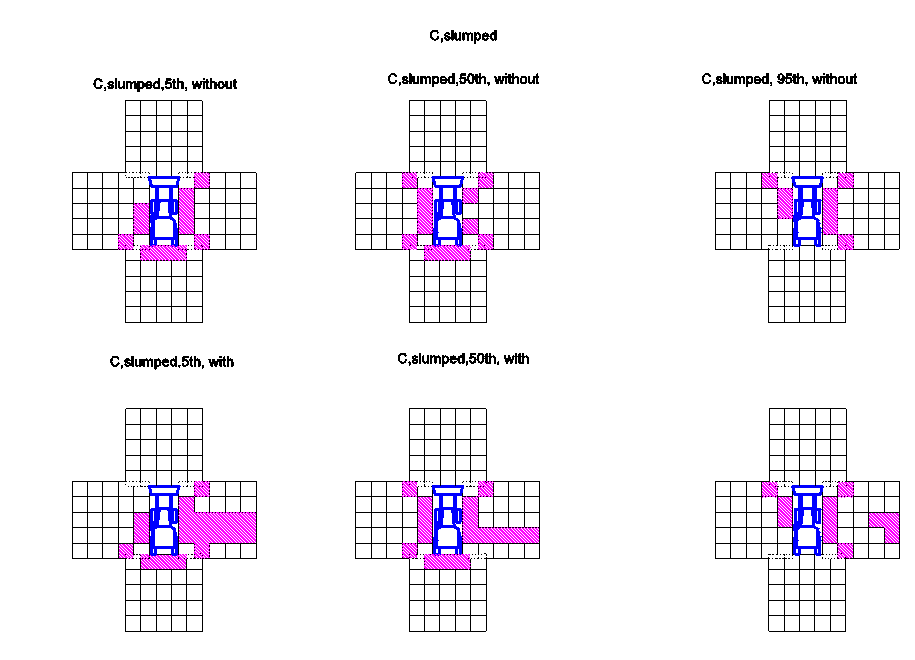 C,slumped
C,slumped,5th, without
C,slumped,50th, without
C,slumped, 95th, without
C,slumped,5th, with
C,slumped,50th, with